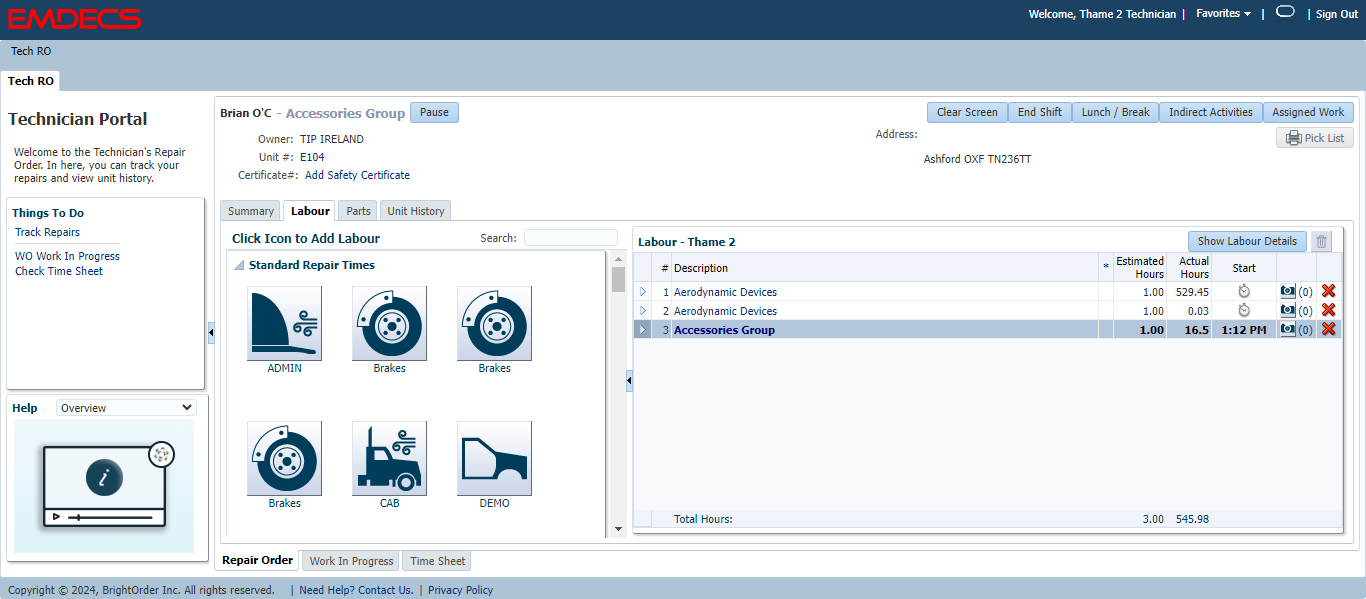 EMDECS
Welcome, Thame 2 Technician | Favorites | | Sign Out
Tech RO
Tech RO
Technician Portal
Welcome to the Technician's Repair
Order. In here, you can track your
repairs and view unit history.
Things To Do
Track Repairs
WO Work In Progress
Check Time Sheet
Help Overview
i
Brian O'C - Accessories Group Pause
Clear Screen End Shift Lunch / Break Indirect Activities Assigned Work
Owner: TIP IRELAND
Unit #: E104
Certificate#: Add Safety Certificate
Address:
Pick List
Ashford OXF TN236TT
Summary Labour Parts Unit History
Click Icon to Add Labour Search:
Standard Repair Times
ADMIN Brakes Brakes
Brakes CAB DEMO
Labour - Thame 2 Show Labour Details
# Description * Estimated Hours Actual Hours Start
1 Aerodynamic Devices 1.00 529.45 (0)
2 Aerodynamic Devices 1.00 0.03 (0)
3 Accessories Group 1.00 16.5 1:12 PM (0)
Total Hours: 3.00 545.98
Repair Order Work In Progress Time Sheet
Copyright © 2024, BrightOrder Inc. All rights reserved. | Need Help? Contact Us. | Privacy Policy